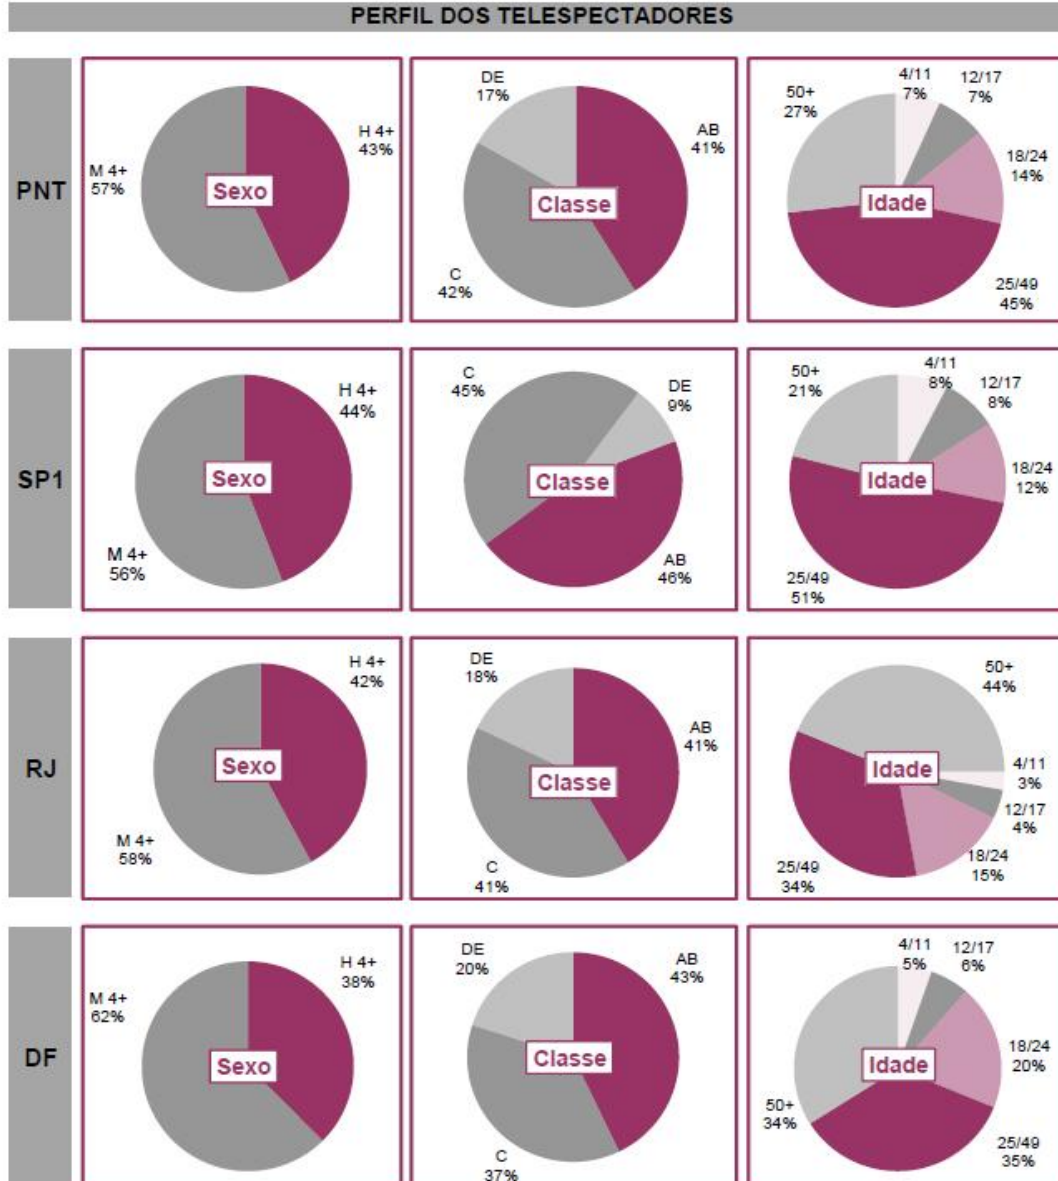 PERFIL DOS TELESPECTADORES
PNT
M 4+
57%
H 4+
43%
Sexo
DE
17%
AB
41%
Classe
C
42%
50+
27%
4/11
7%
12/17
7%
18/24
14%
Idade
25/49
45%
SP1
H 4+
44%
Sexo
M 4+
56%
C
45%
DE
9%
Classe
AB
46%
50+
21%
4/11
8%
12/17
8%
18/24
12%
Idade
25/49
51%
RJ
H 4+
42%
Sexo
M 4+
58%
DE
18%
AB
41%
Classe
C
41%
50+
44%
Idade
4/11
3%
12/17
4%
18/24
15%
25/49
34%
DF
M 4+
62%
H 4+
38%
Sexo
DE
20%
AB
43%
Classe
C
37%
4/11
5%
12/17
6%
18/24
20%
Idade
50+
34%
25/49
35%